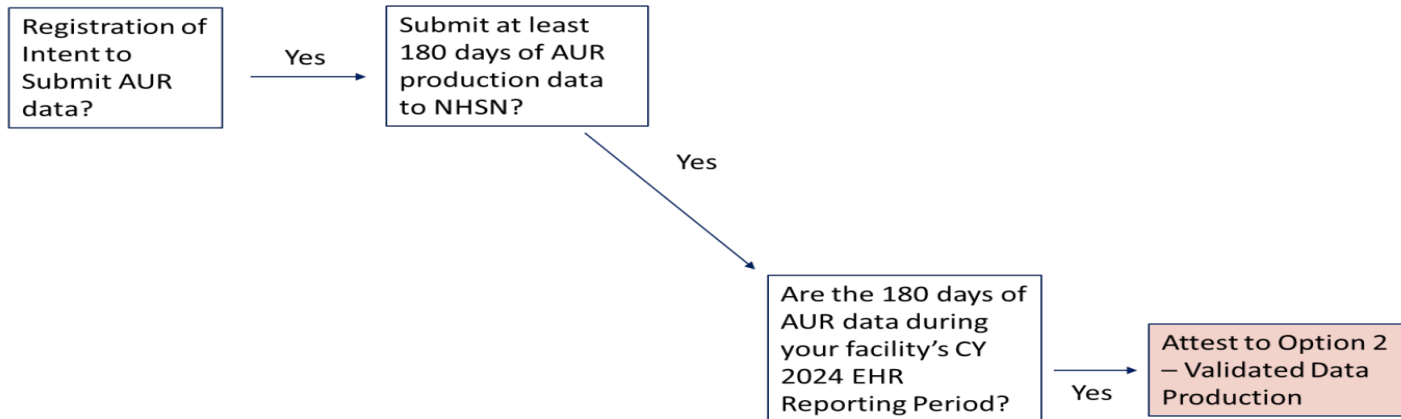 Registration of
Intent to
Submit AUR
data?
Yes
Submit at least
180 days of AUR
production data
to NHSN?
Yes
Are the 180 days of
AUR data during
your facility’s CY
2024 EHR
Reporting Period?
Yes
Attest to Option 2
– Validated Data
Production